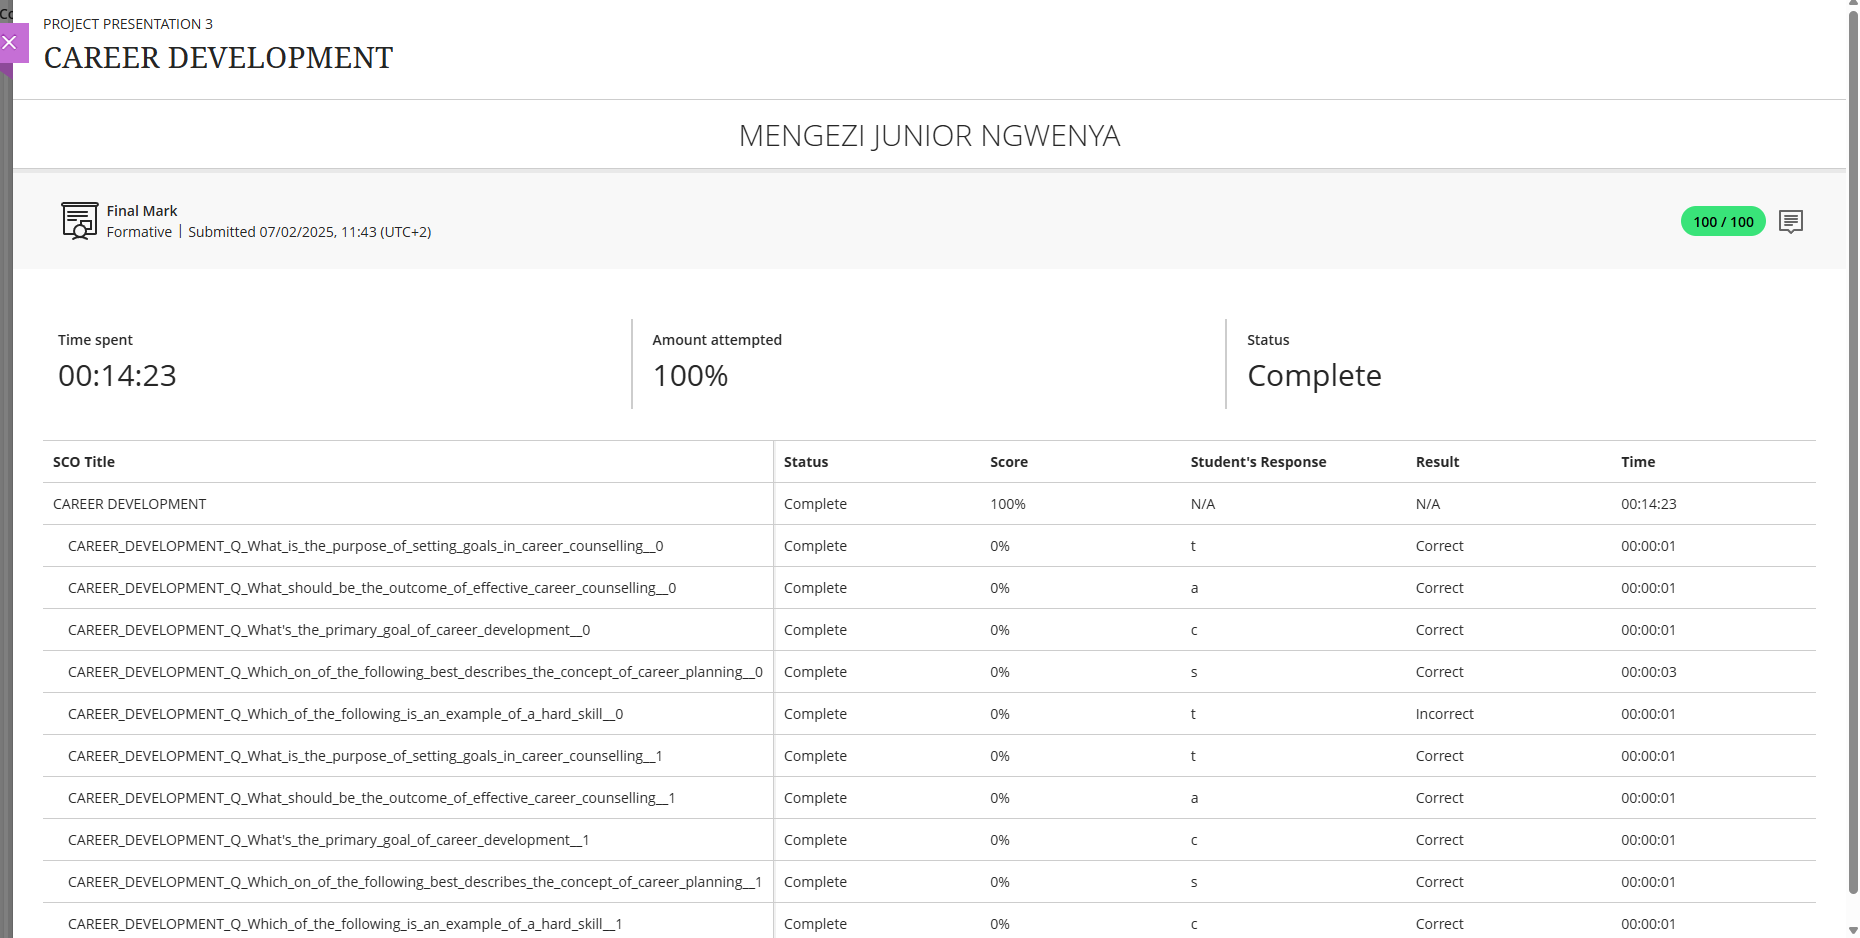 Co
PROJECT PRESENTATION 3
CAREER DEVELOPMENT
MENGEZI JUNIOR NGWENYA
Final Mark
Formative | Submitted 07/02/2025, 11:43 (UTC+2)
100 / 100
Time spent
00:14:23
Amount attempted
100%
Status
Complete
SCO Title Status Score Student's Response Result Time
CAREER DEVELOPMENT Complete 100% N/A N/A 00:14:23
CAREER_DEVELOPMENT_Q_What_is_the_purpose_of_setting_goals_in_career_counselling__0 Complete 0% t Correct 00:00:01
CAREER_DEVELOPMENT_Q_What_should_be_the_outcome_of_effective_career_counselling__0 Complete 0% a Correct 00:00:01
CAREER_DEVELOPMENT_Q_What's_the_primary_goal_of_career_development__0 Complete 0% c Correct 00:00:01
CAREER_DEVELOPMENT_Q_Which_on_of_the_following_best_describes_the_concept_of_career_planning__0 Complete 0% s Correct 00:00:03
CAREER_DEVELOPMENT_Q_Which_of_the_following_is_an_example_of_a_hard_skill__0 Complete 0% t Incorrect 00:00:01
CAREER_DEVELOPMENT_Q_What_is_the_purpose_of_setting_goals_in_career_counselling__1 Complete 0% t Correct 00:00:01
CAREER_DEVELOPMENT_Q_What_should_be_the_outcome_of_effective_career_counselling__1 Complete 0% a Correct 00:00:01
CAREER_DEVELOPMENT_Q_What's_the_primary_goal_of_career_development__1 Complete 0% c Correct 00:00:01
CAREER_DEVELOPMENT_Q_Which_on_of_the_following_best_describes_the_concept_of_career_planning__1 Complete 0% s Correct 00:00:01
CAREER_DEVELOPMENT_Q_Which_of_the_following_is_an_example_of_a_hard_skill__1 Complete 0% c Correct 00:00:01